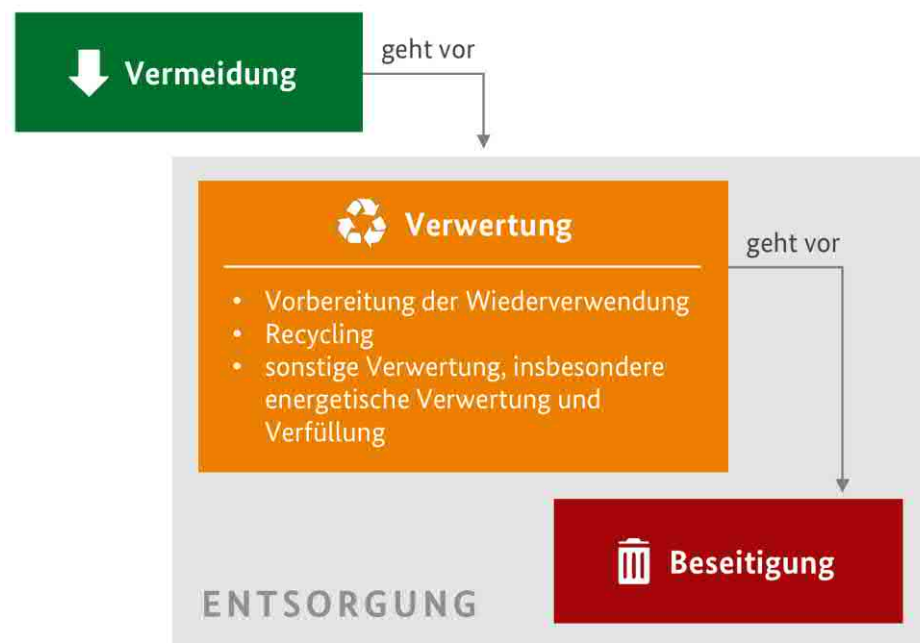 Vermeidung
geht vor
Verwertung
geht vor
• Vorbereitung der Wiederverwendung
• Recycling
• sonstige Verwertung, insbesondere
energetische Verwertung und
Verfüllung
Beseitigung
ENTSORGUNG